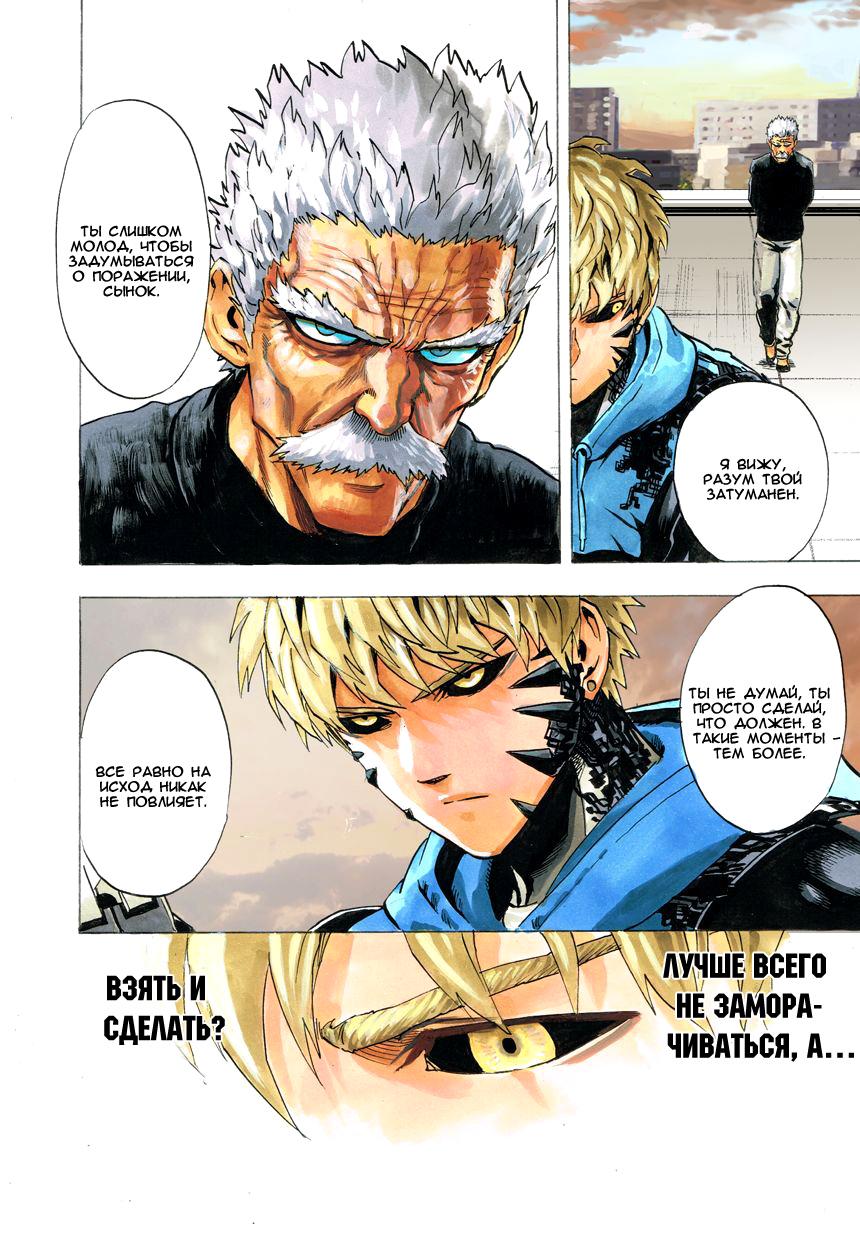 Я ВИЖУ,
РАЗУМ ТВОЙ
ЗАТУМАНЕН.
ТЫ СЛИШКОМ
МОЛОД, ЧТОБЫ
ЗАДУМЫВАТЬСЯ
О ПОРАЖЕНИИ,
СЫНОК.
ТЫ НЕ ДУМАЙ, ТЫ
ПРОСТО СДЕЛАЙ,
ЧТО ДОЛЖЕН. В
ТАКИЕ МОМЕНТЫ -
ТЕМ БОЛЕЕ.
ВСЕ РАВНО НА
ИСХОД НИКАК
НЕ ПОВЛИЯЕТ.
ЛУЧШЕ ВСЕГО
НЕ ЗАМОРА-
ЧИВАТЬСЯ, А...
ВЗЯТЬ И
СДЕЛАТЬ?